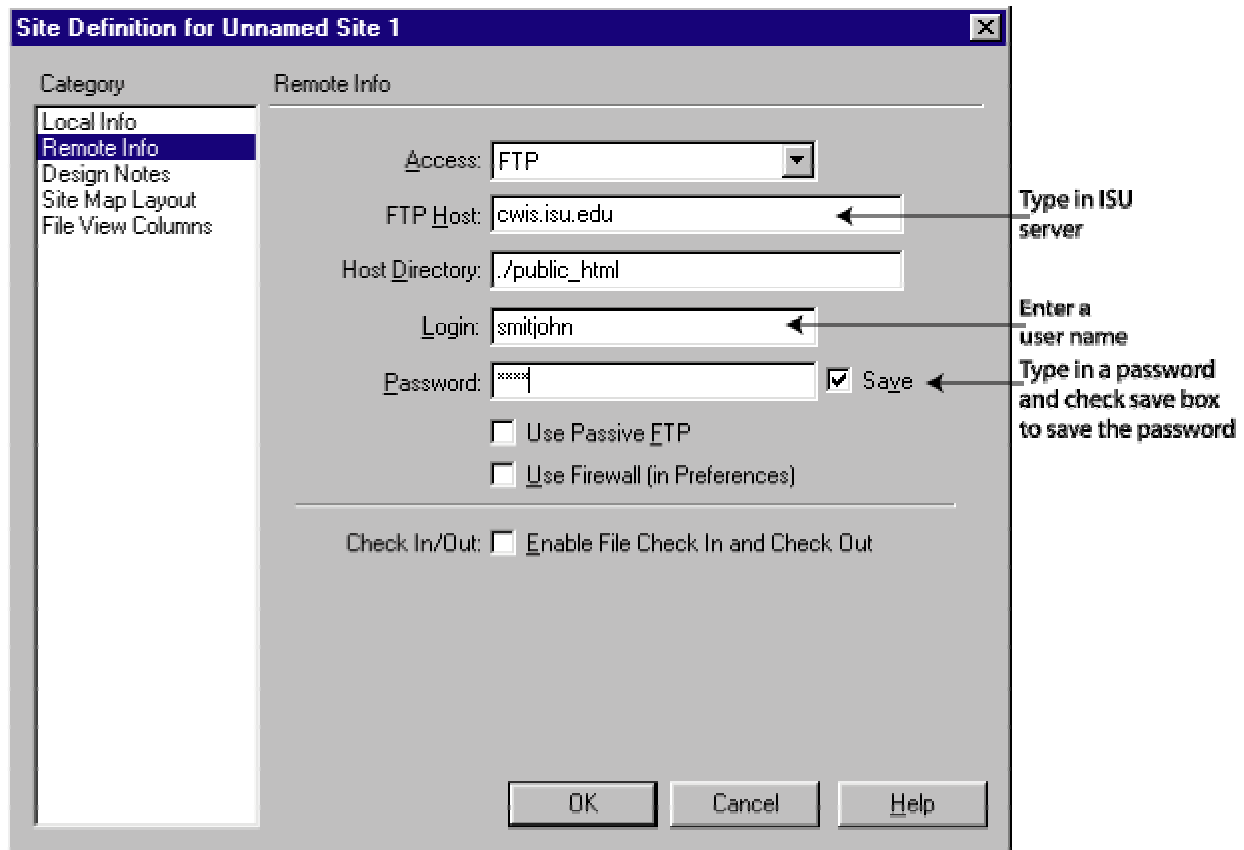 Site Definition for Unnamed Site 1
Category
Local Info
Remote Info
Design Notes
Site Map Layout
File View Columns
Remote Info
Access: FTP
FTP Host: cwis.isu.edu
Host Directory: ./public_html
Login: smitjohn
Password: **** Save
Use Passive FTP
Use Firewall (in Preferences)
Check In/Out: Enable File Check In and Check Out
OK Cancel Help
Type in ISU
server
Enter a
user name
Type in a password
and check save box
to save the password